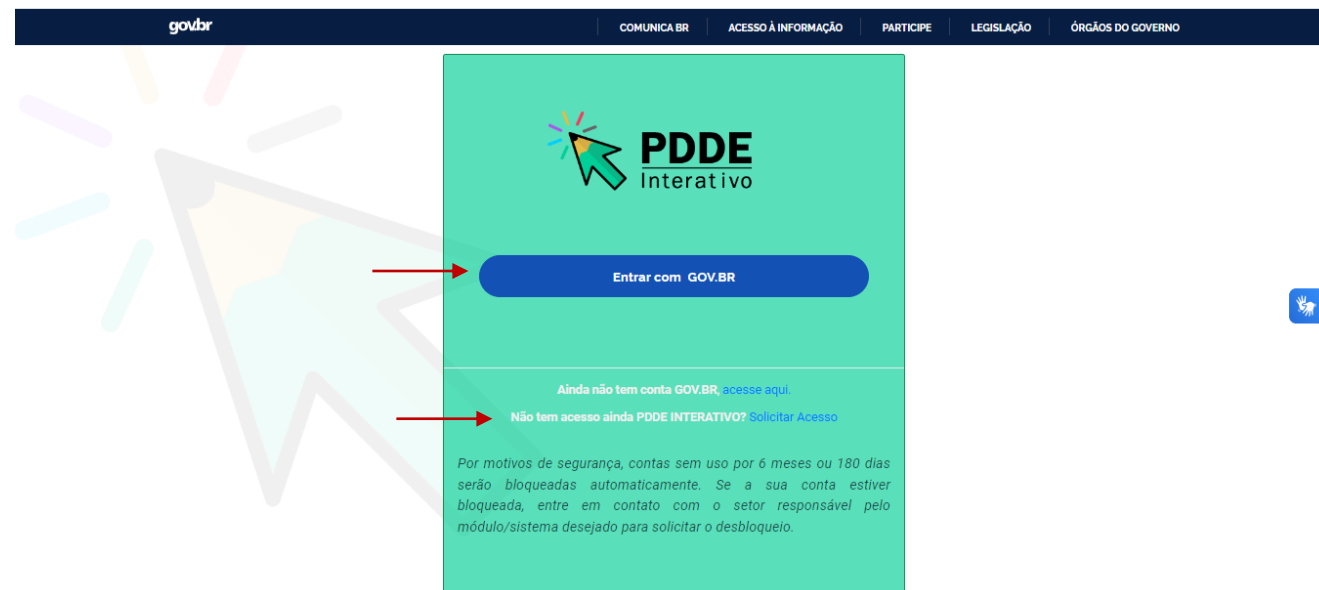 gov.br
COMUNICA BR ACESSO À INFORMAÇÃO PARTICIPE LEGISLAÇÃO ÓRGÃOS DO GOVERNO
PDDE
Interativo
Entrar com GOV.BR
Ainda não tem conta GOV.BR, acesse aqui.
Não tem acesso ainda PDDE INTERATIVO? Solicitar Acesso
Por motivos de segurança, contas sem uso por 6 meses ou 180 dias
serão bloqueadas automaticamente. Se a sua conta estiver
bloqueada, entre em contato com o setor responsável pelo
módulo/sistema desejado para solicitar o desbloqueio.